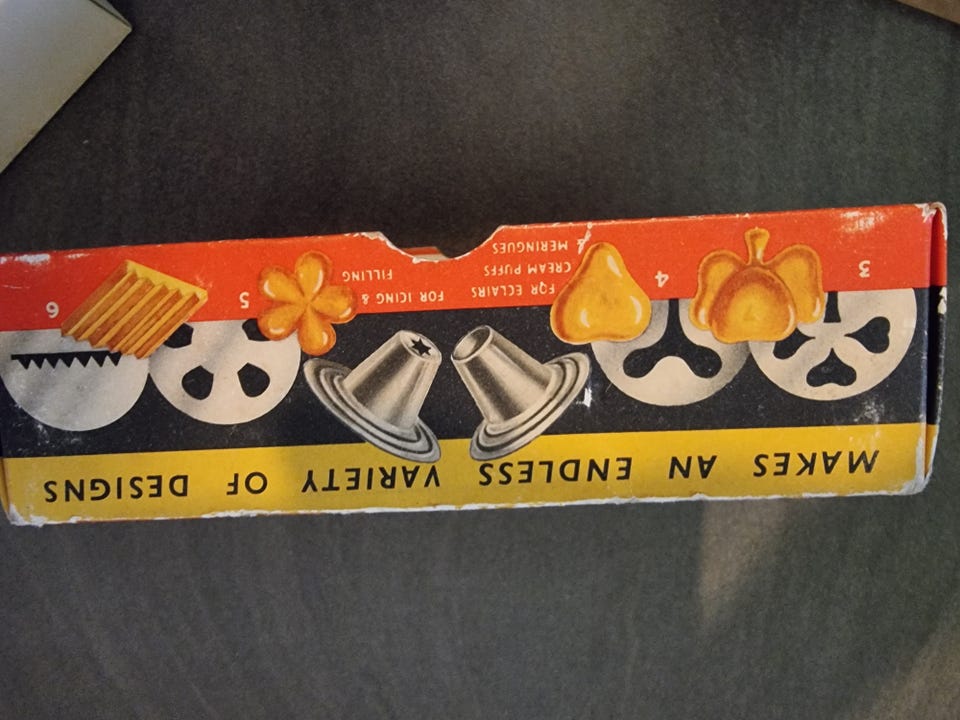 MAKES AN ENDLESS VARIETY OF DESIGNS
3
4
FOR ECLAIRS
CREAM PUFFS
& MERINGUES
FOR ICING &
FILLING
5
6